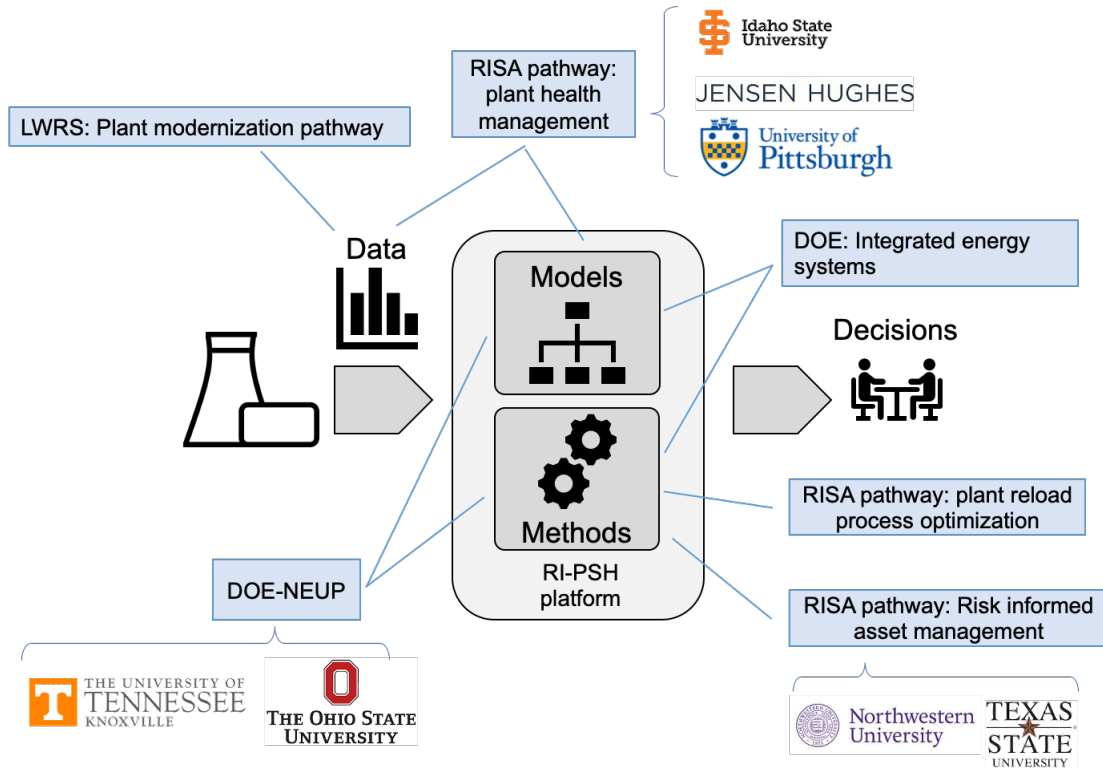 Idaho State
University
RISA pathway:
plant health
management
JENSEN HUGHES
LWRS: Plant modernization pathway
University of
Pittsburgh
Data
Models
DOE: Integrated energy
systems
Decisions
Methods
RI-PSH
platform
RISA pathway: plant reload
process optimization
DOE-NEUP
RISA pathway: Risk informed
asset management
THE UNIVERSITY OF
TENNESSEE
KNOXVILLE
T
THE OHIO STATE
UNIVERSITY
Northwestern
University
TEXAS
STATE
UNIVERSITY